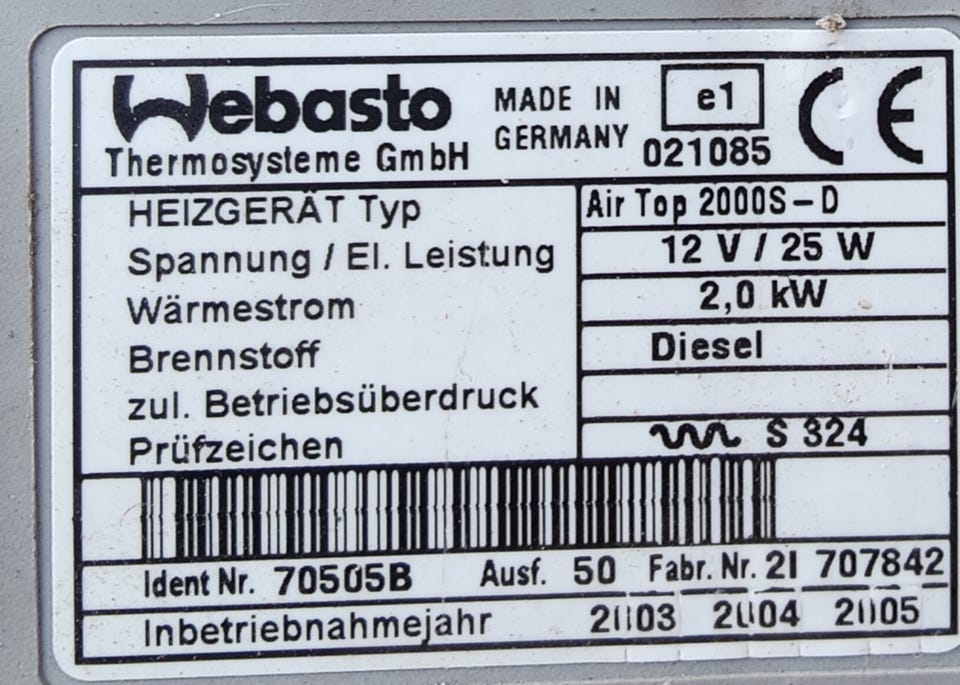 Webasto
Thermosysteme GmbH
MADE IN
GERMANY
e1
021085
CE
HEIZGERÄT Typ Air Top 2000S-D
Spannung / El. Leistung 12 V / 25 W
Wärmestrom 2,0 kW
Brennstoff Diesel
zul. Betriebsüberdruck
Prüfzeichen S 324
Ident Nr. 70505B Ausf. 50 Fabr. Nr. 21 707842
Inbetriebnahmejahr 2003 2004 2005